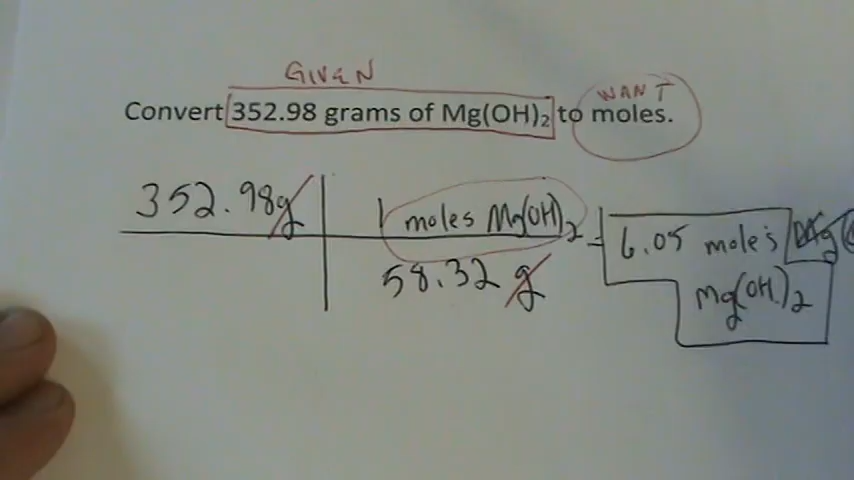 GIVEN
WANT
Convert 352.98 grams of Mg(OH)2 to moles.
352.98g 1 moles Mg(OH)2 = 6.05 moles
58.32 g Mg(OH)2